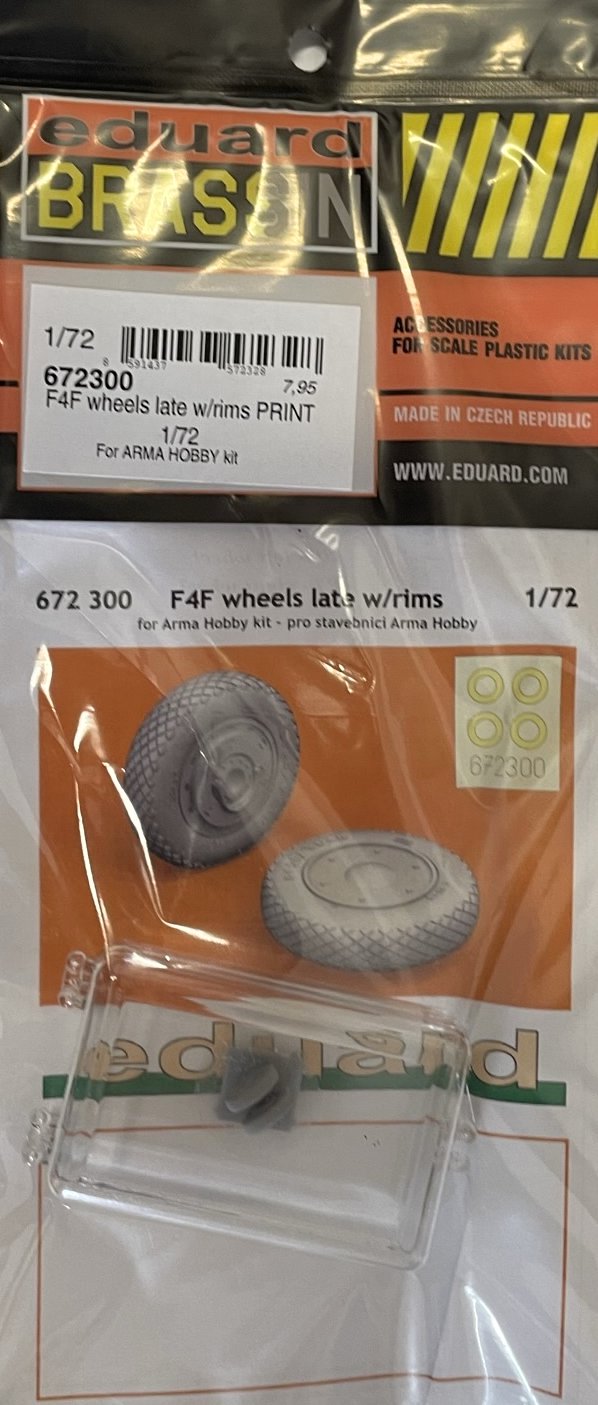 eduard
BRASSIN
ACCESSORIES
FOR SCALE PLASTIC KITS
MADE IN CZECH REPUBLIC
WWW.EDUARD.COM
1/72
8 591437 572328
672300
7,95
F4F wheels late w/rims PRINT
1/72
For ARMA HOBBY kit
672 300 F4F wheels late w/rims 1/72
for Arma Hobby kit - pro stavebnici Arma Hobby
672300
eduard